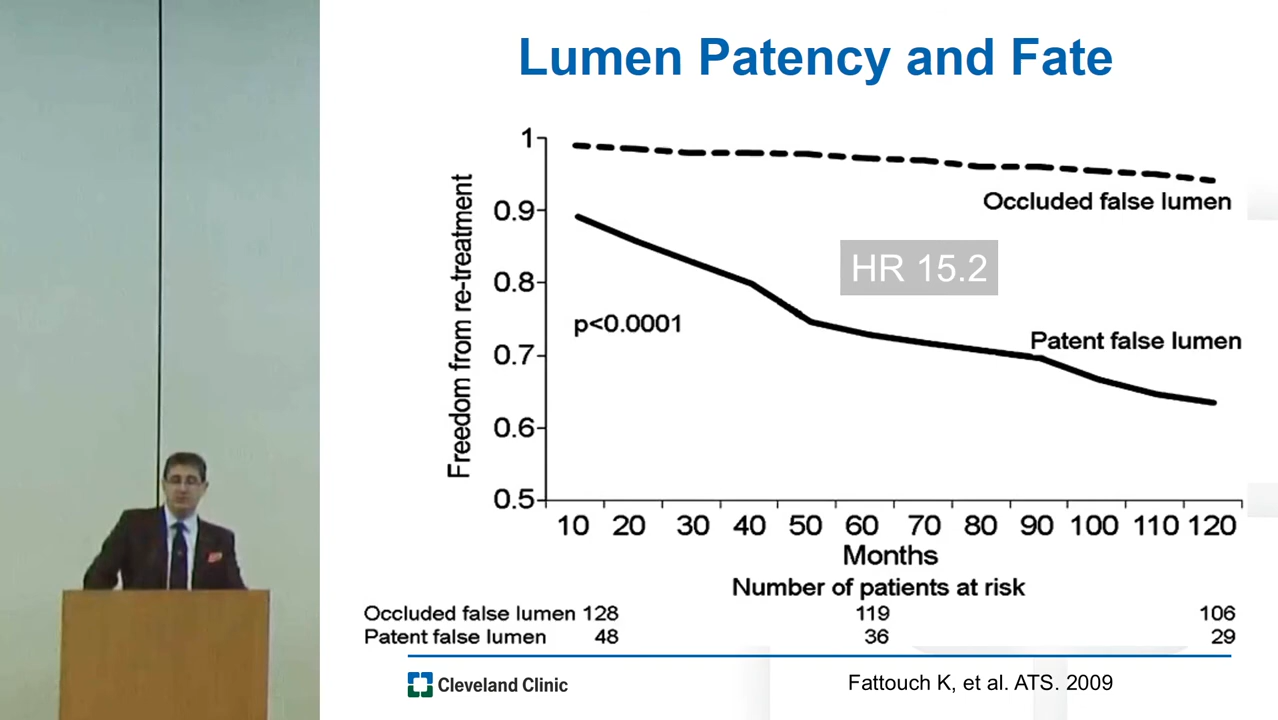 Lumen Patency and Fate
Freedom from re-treatment
1
0.9
0.8
0.7
0.6
0.5
Occluded false lumen
HR 15.2
p<0.0001
Patent false lumen
10 20 30 40 50 60 70 80 90 100 110 120
Months
Number of patients at risk
Occluded false lumen 128 119 106
Patent false lumen 48 36 29
Cleveland Clinic
Fattouch K, et al. ATS. 2009